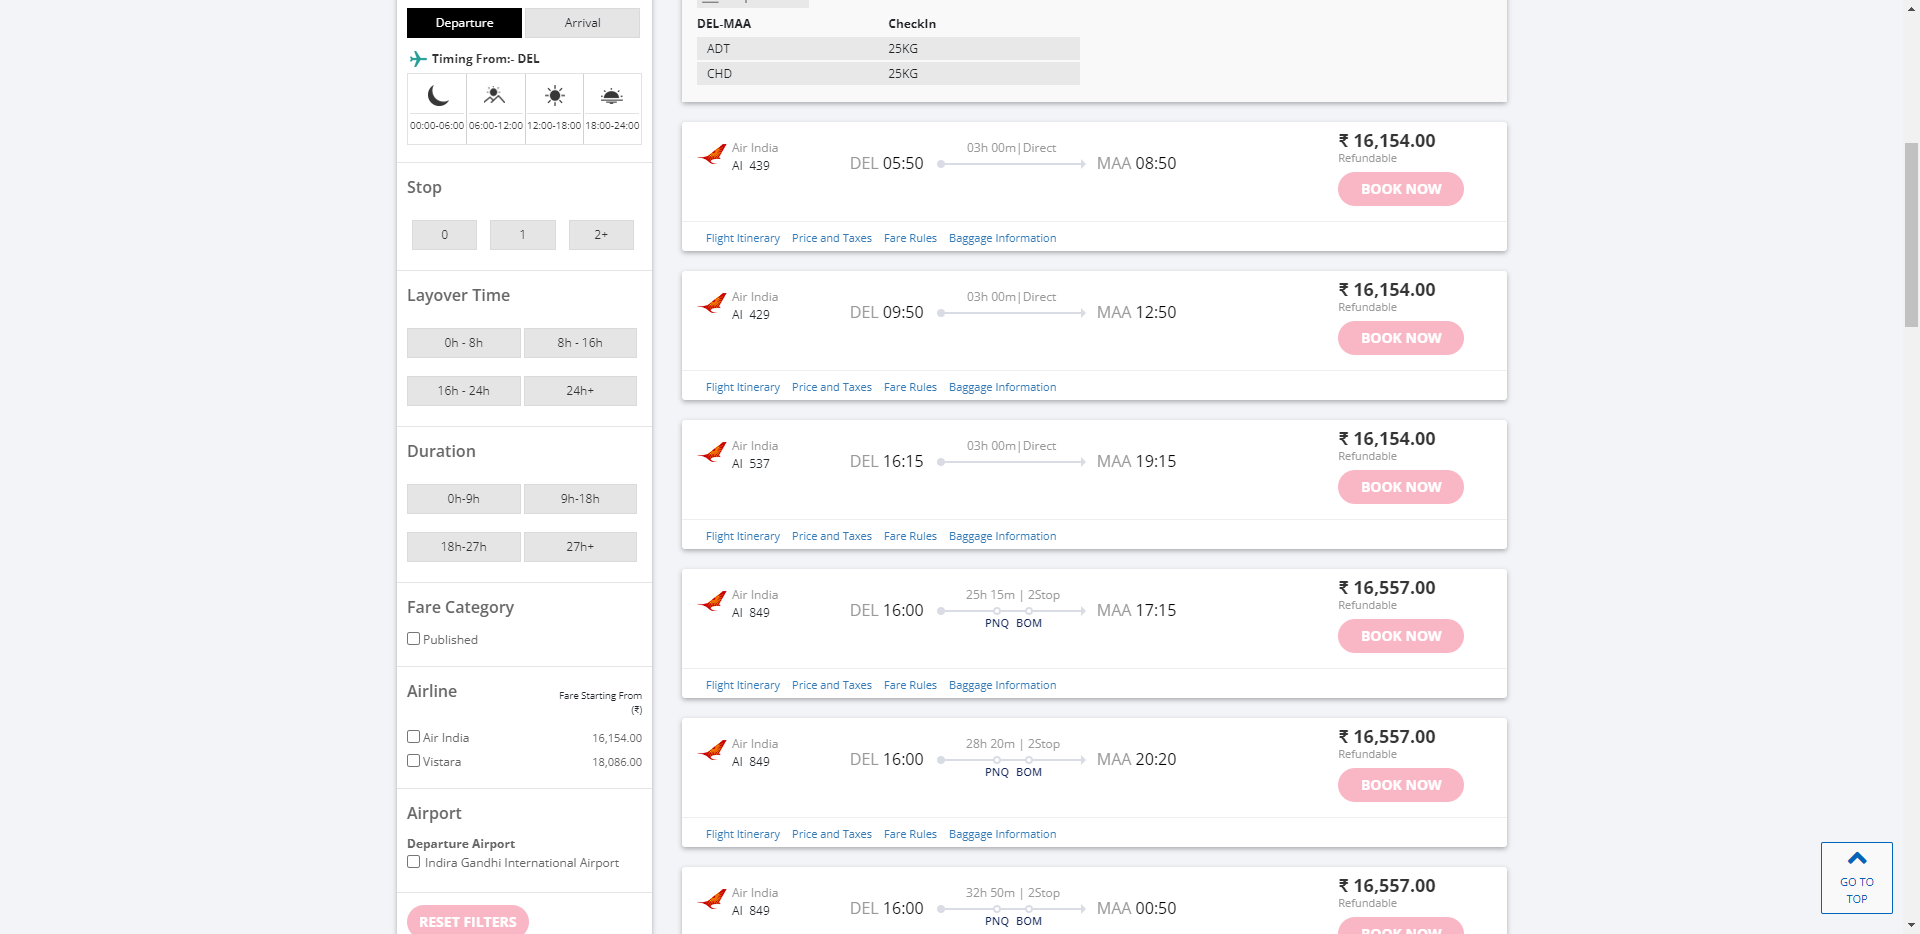 Departure
Arrival
Timing From:- DEL
00:00-06:00 06:00-12:00 12:00-18:00 18:00-24:00
Stop
0 1 2+
Layover Time
0h - 8h 8h - 16h
16h - 24h 24h+
Duration
0h-9h 9h-18h
18h-27h 27h+
Fare Category
Published
Airline Fare Starting From
(₹)
Air India 16,154.00
Vistara 18,086.00
Airport
Departure Airport
Indira Gandhi International Airport
RESET FILTERS
DEL-MAA CheckIn
ADT 25KG
CHD 25KG
Air India
AI 439
DEL 05:50
03h 00m|Direct
MAA 08:50
₹ 16,154.00
Refundable
BOOK NOW
Flight Itinerary Price and Taxes Fare Rules Baggage Information
Air India
AI 429
DEL 09:50
03h 00m|Direct
MAA 12:50
₹ 16,154.00
Refundable
BOOK NOW
Flight Itinerary Price and Taxes Fare Rules Baggage Information
Air India
AI 537
DEL 16:15
03h 00m|Direct
MAA 19:15
₹ 16,154.00
Refundable
BOOK NOW
Flight Itinerary Price and Taxes Fare Rules Baggage Information
Air India
AI 849
DEL 16:00
25h 15m | 2Stop
PNQ BOM
MAA 17:15
₹ 16,557.00
Refundable
BOOK NOW
Flight Itinerary Price and Taxes Fare Rules Baggage Information
Air India
AI 849
DEL 16:00
28h 20m | 2Stop
PNQ BOM
MAA 20:20
₹ 16,557.00
Refundable
BOOK NOW
Flight Itinerary Price and Taxes Fare Rules Baggage Information
Air India
AI 849
DEL 16:00
32h 50m | 2Stop
PNQ BOM
MAA 00:50
₹ 16,557.00
Refundable
BOOK NOW
GO TO
TOP